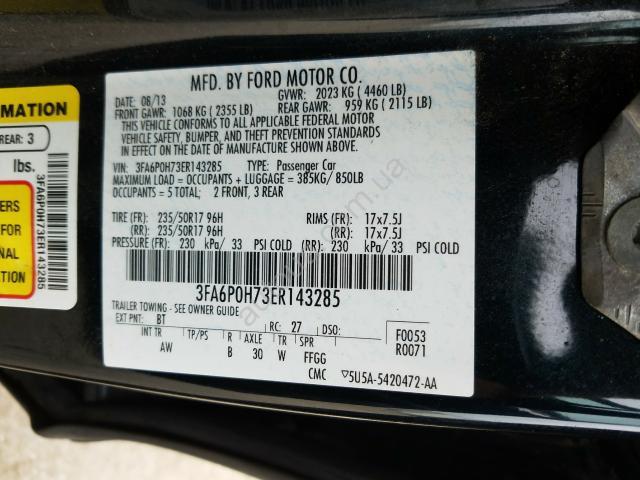 MFD. BY FORD MOTOR CO.
DATE: 08/13 GVWR: 2023 KG ( 4460 LB)
FRONT GAWR: 1068 KG ( 2355 LB) REAR GAWR: 959 KG ( 2115 LB)
THIS VEHICLE CONFORMS TO ALL APPLICABLE FEDERAL MOTOR
VEHICLE SAFETY, BUMPER, AND THEFT PREVENTION STANDARDS
IN EFFECT ON THE DATE OF MANUFACTURE SHOWN ABOVE.
VIN: 3FA6P0H73ER143285 TYPE: Passenger Car
MAXIMUM LOAD = OCCUPANTS + LUGGAGE = 385KG/ 850LB
OCCUPANTS = 5 TOTAL; 2 FRONT, 3 REAR
TIRE (FR): 235/50R17 96H RIMS (FR): 17x7.5J
(RR): 235/50R17 96H (RR): 17x7.5J
PRESSURE (FR): 230 kPa/ 33 PSI COLD (RR): 230 kPa/ 33 PSI COLD
3FA6P0H73ER143285
TRAILER TOWING - SEE OWNER GUIDE
EXT PNT: BT RC: 27 DSO: F0053
INT TR TP/PS R AXLE TR SPR R0071
AW B 30 W FFGG
CMC ▽5U5A-5420472-AA
RMATION
REAR: 3
lbs.
ERS
FOR
NAL
TION
3FA6P0H73ER143285